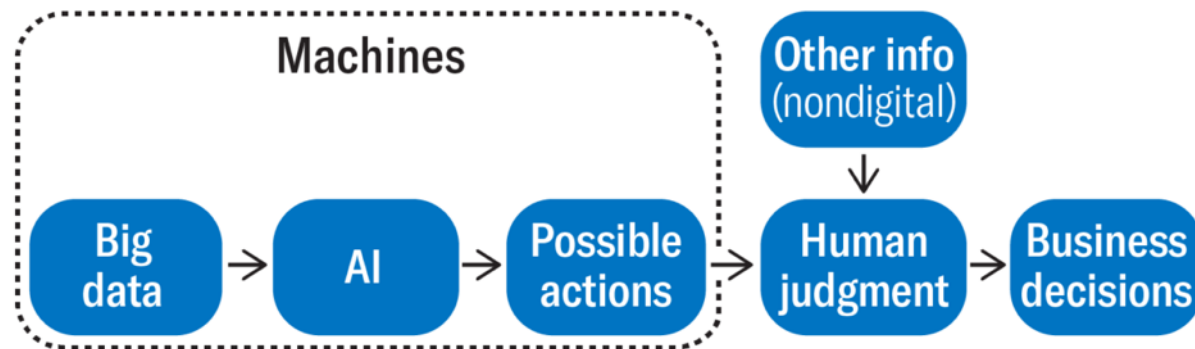 Machines
Other info
(nondigital)
Big
data
AI
Possible
actions
Human
judgment
Business
decisions